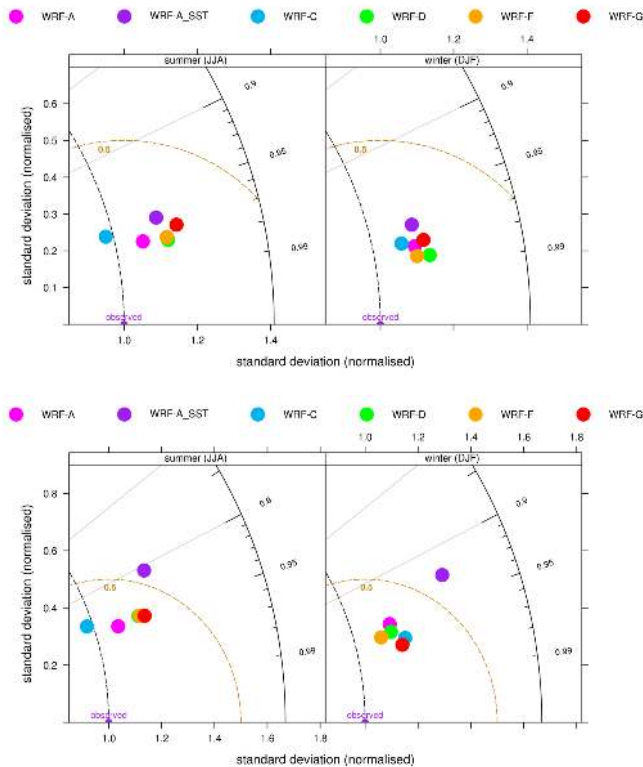 WRF-A WRF-A_SST WRF-C WRF-D WRF-F WRF-G
1.0 1.2 1.4
summer (JJA) winter (DJF)
0.9
0.6
0.5
0.95
0.4
0.3
0.99
0.2
0.1
observed observed
1.0 1.2 1.4
standard deviation (normalised)
standard deviation (normalised)
WRF-A WRF-A_SST WRF-C WRF-D WRF-F WRF-G
1.0 1.2 1.4 1.6 1.8
summer (JJA) winter (DJF)
0.8
0.9
0.6
0.5
0.95
0.4
0.99
0.2
0.0
observed observed
1.0 1.2 1.4 1.6 1.8
standard deviation (normalised)
standard deviation (normalised)